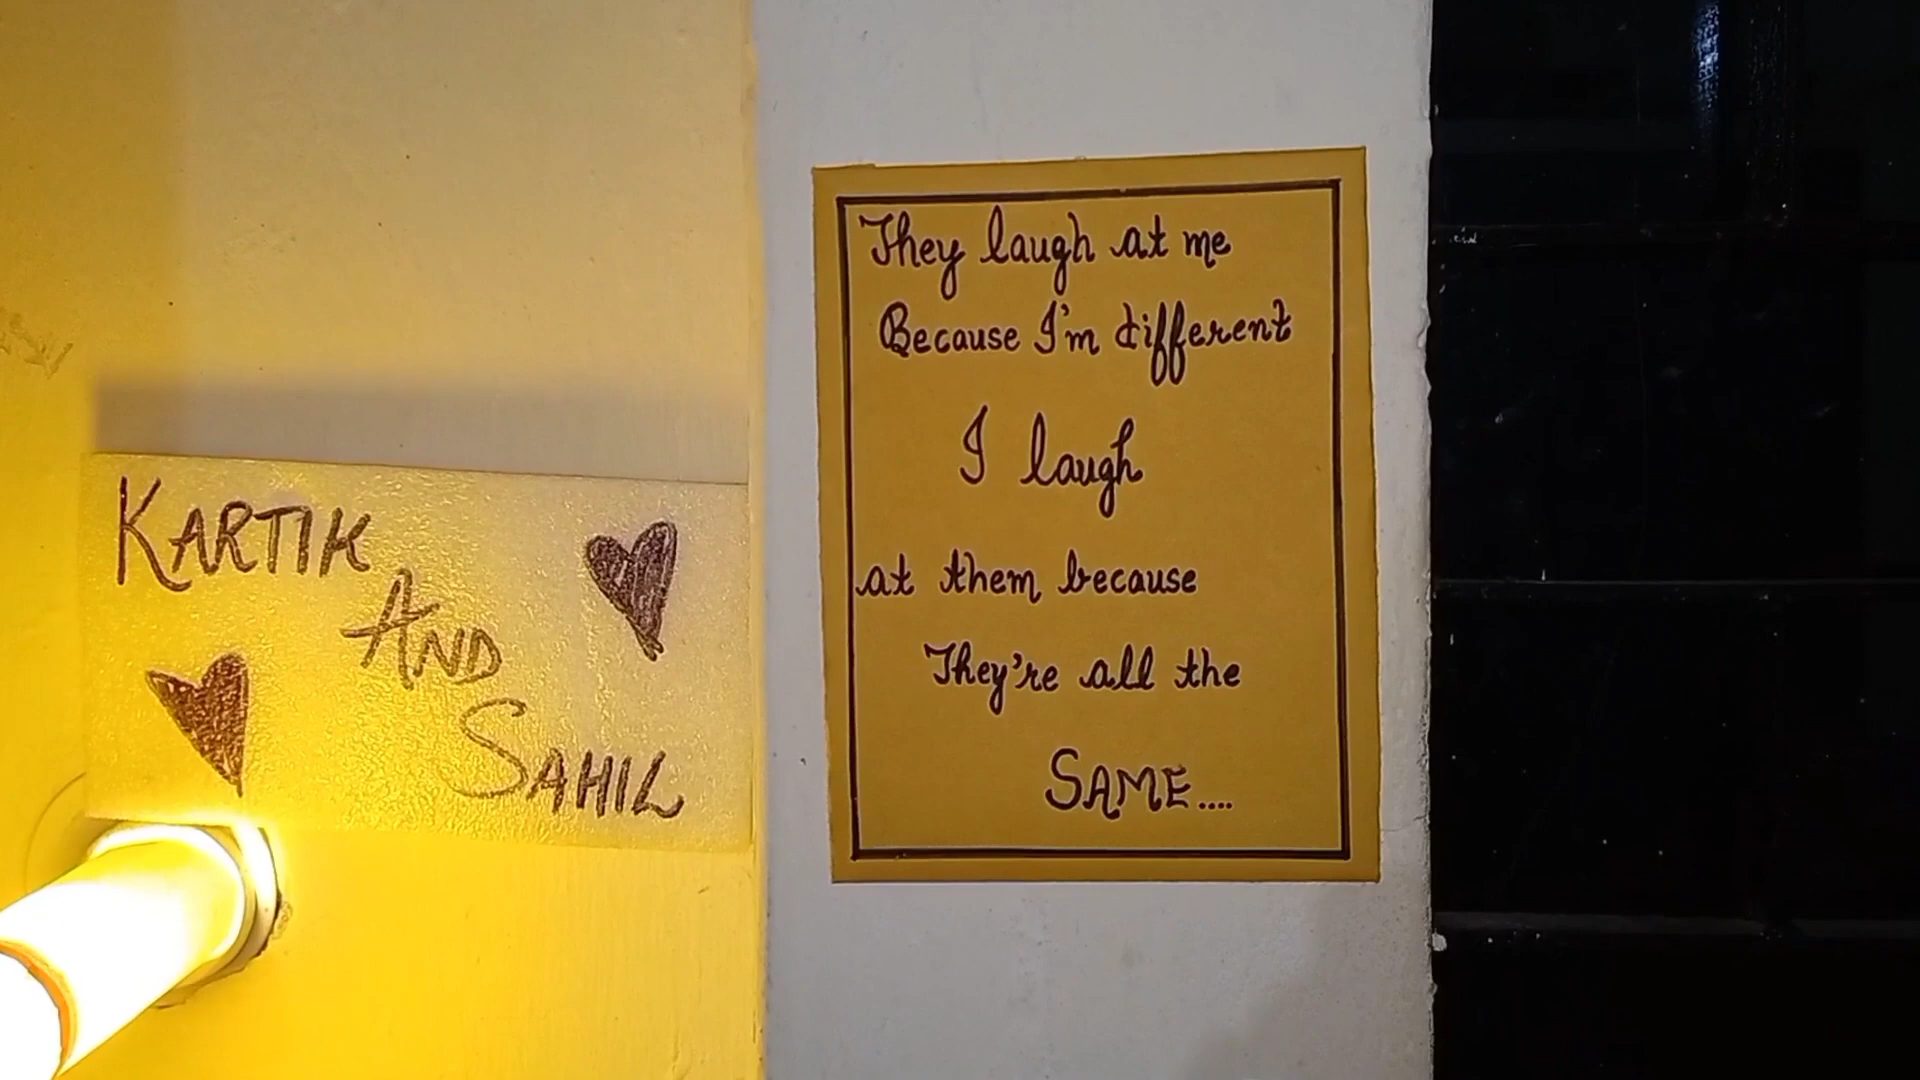 KARTIK
AND
SAHIL
They laugh at me
Because I'm different
I laugh
at them because
They're all the
SAME....